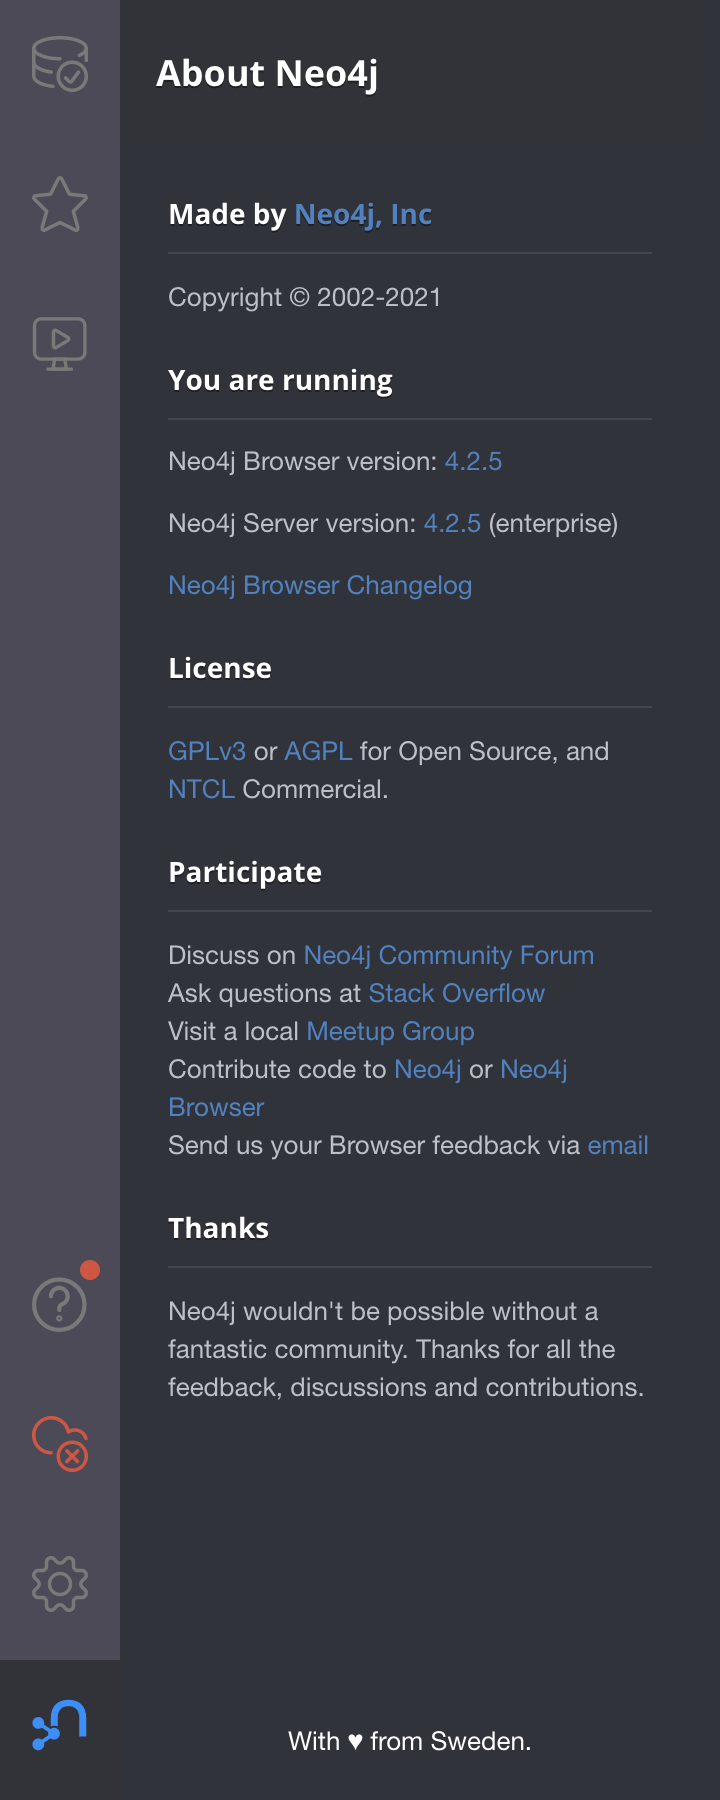 About Neo4j
Made by Neo4j, Inc
Copyright © 2002-2021
You are running
Neo4j Browser version: 4.2.5
Neo4j Server version: 4.2.5 (enterprise)
Neo4j Browser Changelog
License
GPLv3 or AGPL for Open Source, and
NTCL Commercial.
Participate
Discuss on Neo4j Community Forum
Ask questions at Stack Overflow
Visit a local Meetup Group
Contribute code to Neo4j or Neo4j
Browser
Send us your Browser feedback via email
Thanks
Neo4j wouldn't be possible without a
fantastic community. Thanks for all the
feedback, discussions and contributions.
With ♥ from Sweden.